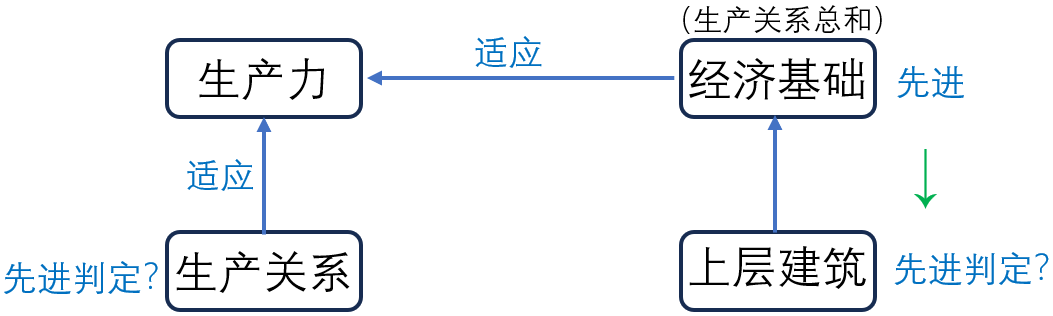 （生产关系总和）
适应
生产力
经济基础
先进
适应
先进判定？
生产关系
上层建筑
先进判定？